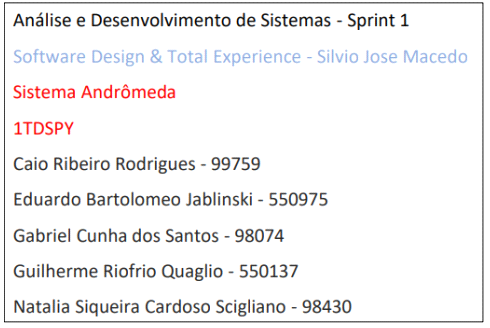 Análise e Desenvolvimento de Sistemas - Sprint 1
Software Design & Total Experience - Silvio Jose Macedo
Sistema Andrômeda
1TDSPY
Caio Ribeiro Rodrigues - 99759
Eduardo Bartolomeo Jablinski - 550975
Gabriel Cunha dos Santos - 98074
Guilherme Riofrio Quaglio - 550137
Natalia Siqueira Cardoso Scigliano - 98430